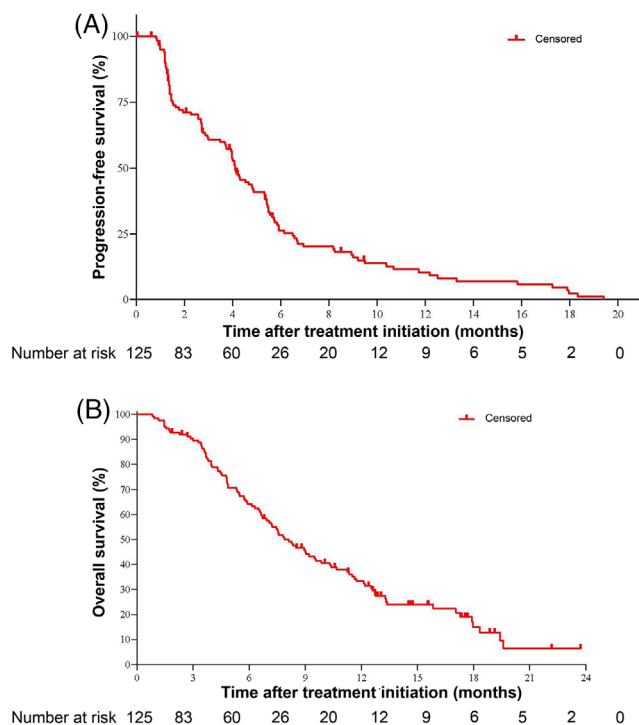 (A)
Censored
100
75
50
25
0
Progression-free survival (%)
0 2 4 6 8 10 12 14 16 18 20
Time after treatment initiation (months)
Number at risk 125 83 60 26 20 12 9 6 5 2 0
(B)
Censored
100
90
80
70
60
50
40
30
20
10
0
Overall survival (%)
0 3 6 9 12 15 18 21 24
Time after treatment initiation (months)
Number at risk 125 83 60 26 20 12 9 6 5 2 0